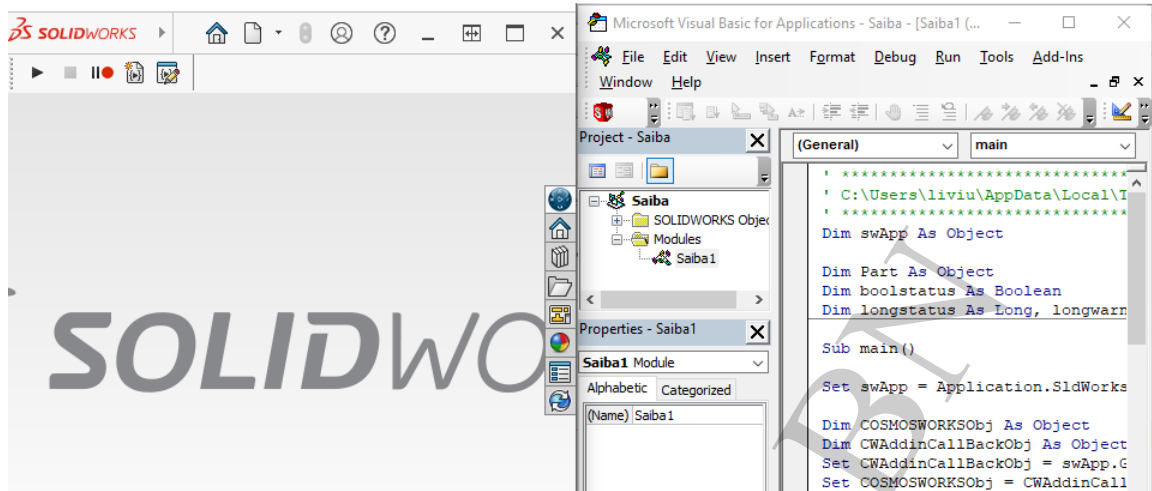 SOLIDWORKS
SOLIDWO
Microsoft Visual Basic for Applications - Saiba - [Saiba1 (...
File Edit View Insert Format Debug Run Tools Add-Ins
Window Help
Project - Saiba
Saiba
SOLIDWORKS Objec
Modules
Saiba1
Properties - Saiba1
Saiba1 Module
Alphabetic Categorized
(Name) Saiba1
(General) main
' ******************************
' C:\Users\liviu\AppData\Local\T
' ******************************
Dim swApp As Object
Dim Part As Object
Dim boolstatus As Boolean
Dim longstatus As Long, longwarn
Sub main()
Set swApp = Application.SldWorks
Dim COSMOSWORKSObj As Object
Dim CWAddinCallBackObj As Object
Set CWAddinCallBackObj = swApp.G
Set COSMOSWORKSObj = CWAddinCall
BN